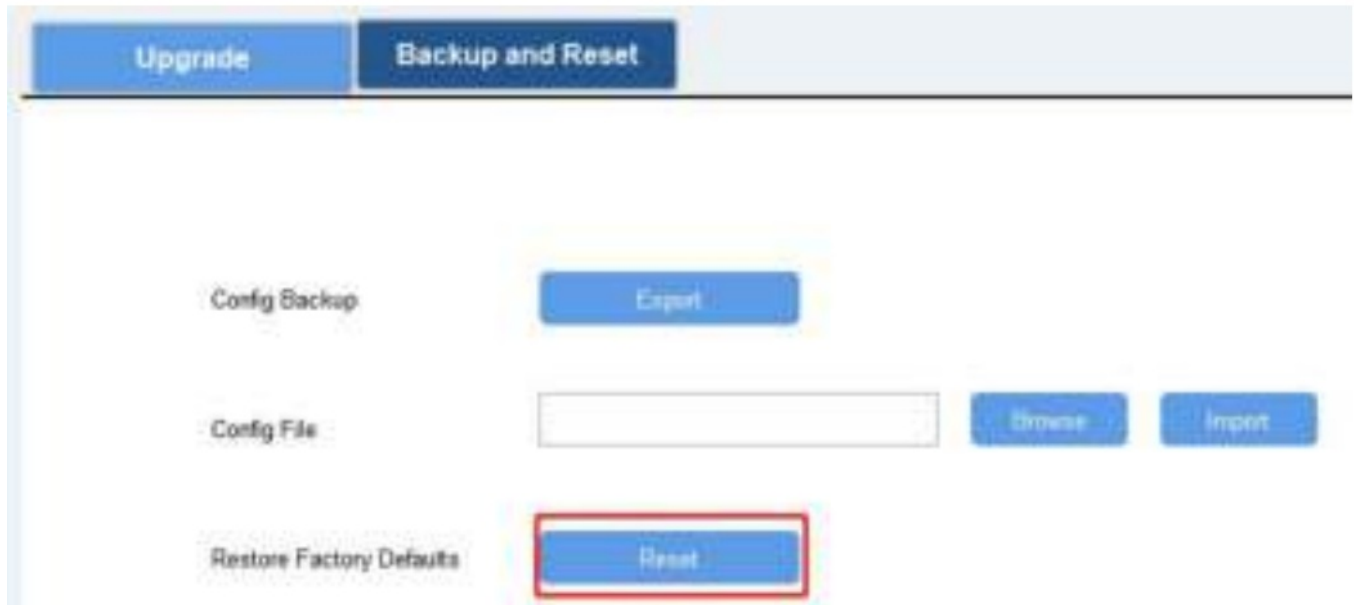 Upgrade
Backup and Reset
Config Backup
Export
Config File
Browse
Import
Restore Factory Defaults
Reset